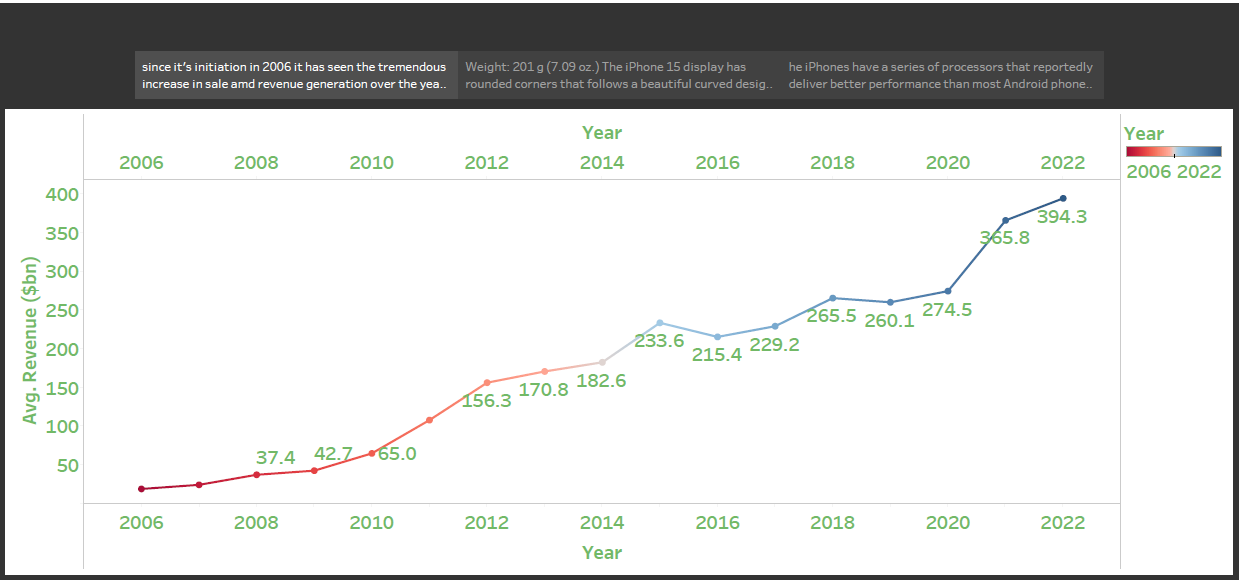 since it's initiation in 2006 it has seen the tremendous
increase in sale amd revenue generation over the yea..
Weight: 201 g (7.09 oz.) The iPhone 15 display has
rounded corners that follows a beautiful curved desig..
he iPhones have a series of processors that reportedly
deliver better performance than most Android phone..
Year
2006 2008 2010 2012 2014 2016 2018 2020 2022
Year
2006 2022
Avg. Revenue ($bn)
400
350
300
250
200
150
100
50
37.4 42.7 65.0 156.3 170.8 182.6 233.6 215.4 229.2 265.5 260.1 274.5 365.8 394.3
2006 2008 2010 2012 2014 2016 2018 2020 2022
Year